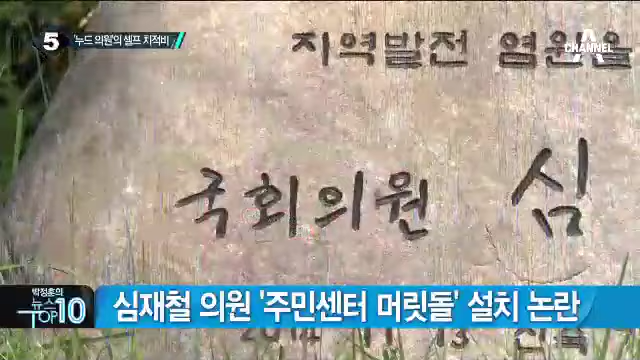 5 '누드 의원'의 셀프 치적비
CHANNEL A
지역발전 염원을
국회의원 심
박정훈의
뉴스
TOP10
심재철 의원 '주민센터 머릿돌' 설치 논란